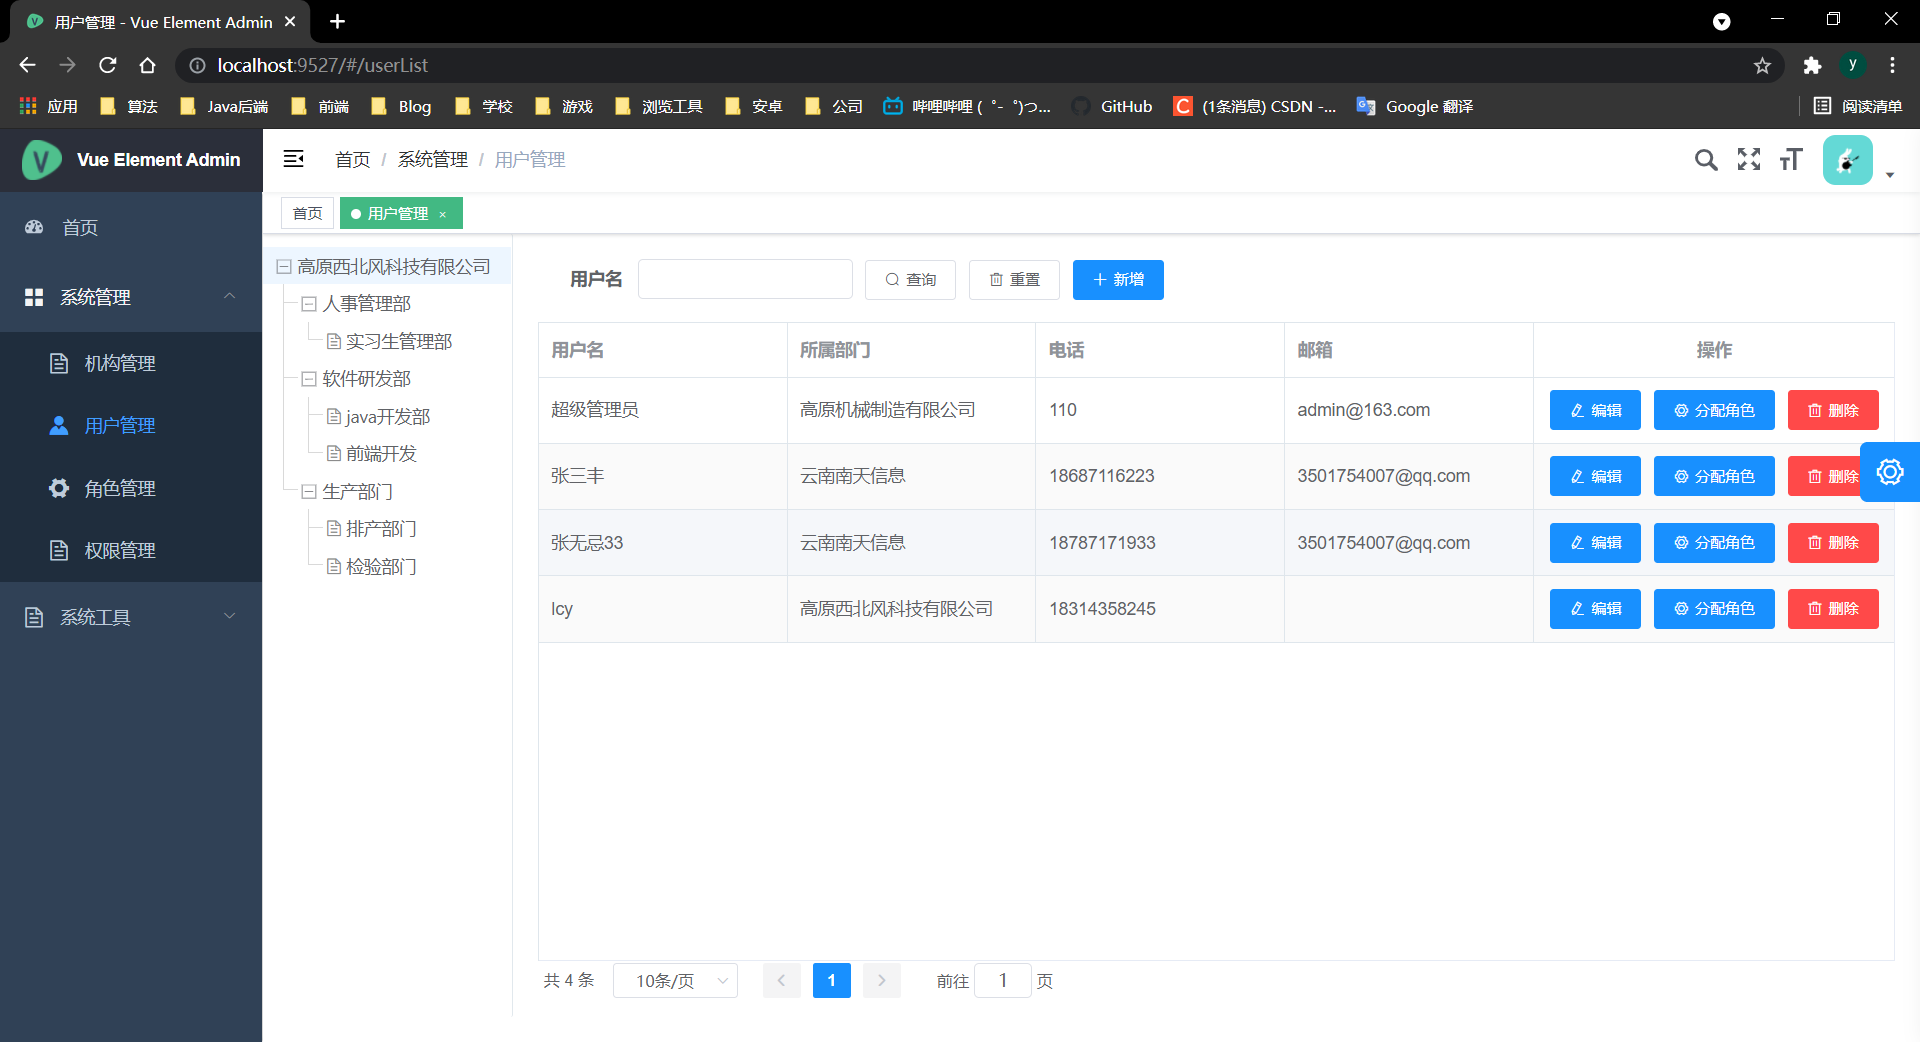 用户管理 - Vue Element Admin
localhost:9527/#/userList
y
应用 算法 Java后端 前端 Blog 学校 游戏 浏览工具 安卓 公司 哔哩哔哩 ( ゜- ゜)つ... GitHub (1条消息) CSDN -... Google 翻译 阅读清单
Vue Element Admin
首页 / 系统管理 / 用户管理
首页 用户管理 ×
首页
系统管理
机构管理
用户管理
角色管理
权限管理
系统工具
高原西北风科技有限公司
人事管理部
实习生管理部
软件研发部
java开发部
前端开发
生产部门
排产部门
检验部门
用户名 查询 重置 新增
用户名 所属部门 电话 邮箱 操作
超级管理员 高原机械制造有限公司 110 admin@163.com 编辑 分配角色 删除
张三丰 云南南天信息 18687116223 3501754007@qq.com 编辑 分配角色 删除
张无忌33 云南南天信息 18787171933 3501754007@qq.com 编辑 分配角色 删除
lcy 高原西北风科技有限公司 18314358245 编辑 分配角色 删除
共 4 条 10条/页 1 前往 1 页